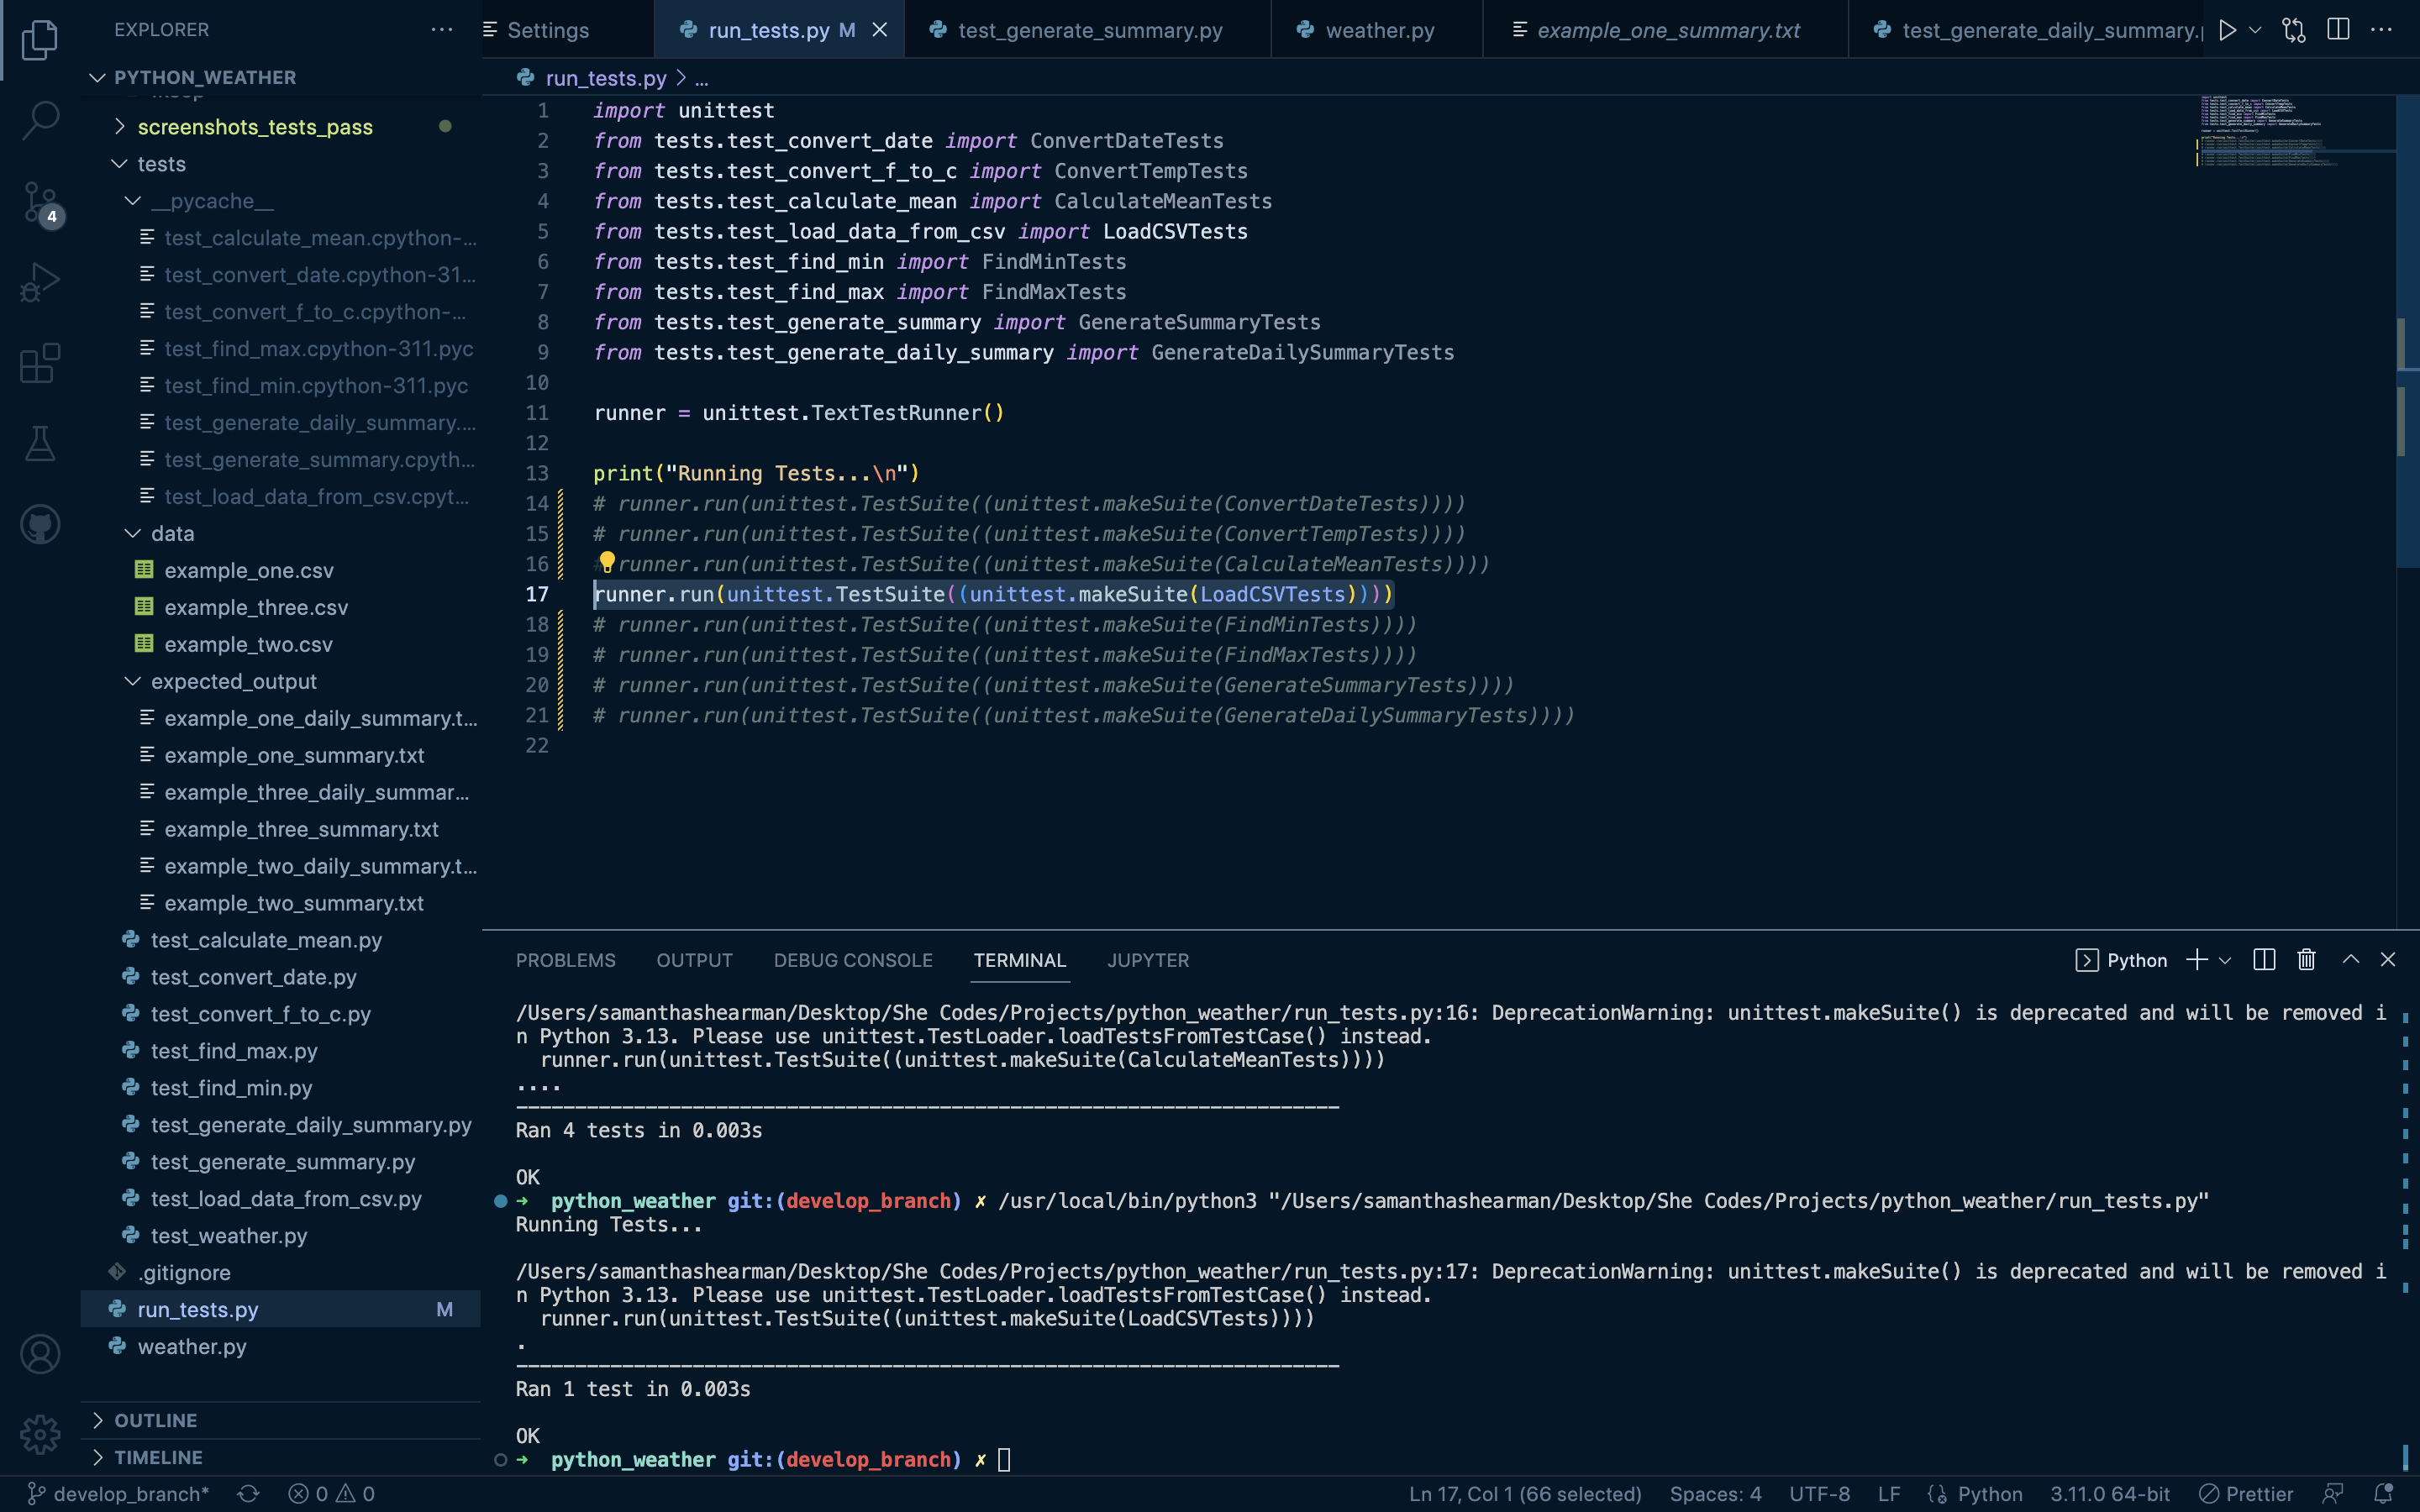 EXPLORER
PYTHON_WEATHER
screenshots_tests_pass
tests
__pycache__
test_calculate_mean.cpython-...
test_convert_date.cpython-31...
test_convert_f_to_c.cpython-...
test_find_max.cpython-311.pyc
test_find_min.cpython-311.pyc
test_generate_daily_summary....
test_generate_summary.cpyth...
test_load_data_from_csv.cpyt...
data
example_one.csv
example_three.csv
example_two.csv
expected_output
example_one_daily_summary.t...
example_one_summary.txt
example_three_daily_summar...
example_three_summary.txt
example_two_daily_summary.t...
example_two_summary.txt
test_calculate_mean.py
test_convert_date.py
test_convert_f_to_c.py
test_find_max.py
test_find_min.py
test_generate_daily_summary.py
test_generate_summary.py
test_load_data_from_csv.py
test_weather.py
.gitignore
run_tests.py M
weather.py
OUTLINE
TIMELINE
4
Settings run_tests.py M test_generate_summary.py weather.py example_one_summary.txt test_generate_daily_summary.
run_tests.py > ...
1 import unittest
2 from tests.test_convert_date import ConvertDateTests
3 from tests.test_convert_f_to_c import ConvertTempTests
4 from tests.test_calculate_mean import CalculateMeanTests
5 from tests.test_load_data_from_csv import LoadCSVTests
6 from tests.test_find_min import FindMinTests
7 from tests.test_find_max import FindMaxTests
8 from tests.test_generate_summary import GenerateSummaryTests
9 from tests.test_generate_daily_summary import GenerateDailySummaryTests
10
11 runner = unittest.TextTestRunner()
12
13 print("Running Tests...\n")
14 # runner.run(unittest.TestSuite((unittest.makeSuite(ConvertDateTests))))
15 # runner.run(unittest.TestSuite((unittest.makeSuite(ConvertTempTests))))
16 # runner.run(unittest.TestSuite((unittest.makeSuite(CalculateMeanTests))))
17 runner.run(unittest.TestSuite((unittest.makeSuite(LoadCSVTests))))
18 # runner.run(unittest.TestSuite((unittest.makeSuite(FindMinTests))))
19 # runner.run(unittest.TestSuite((unittest.makeSuite(FindMaxTests))))
20 # runner.run(unittest.TestSuite((unittest.makeSuite(GenerateSummaryTests))))
21 # runner.run(unittest.TestSuite((unittest.makeSuite(GenerateDailySummaryTests))))
22
PROBLEMS OUTPUT DEBUG CONSOLE TERMINAL JUPYTER Python
/Users/samanthashearman/Desktop/She Codes/Projects/python_weather/run_tests.py:16: DeprecationWarning: unittest.makeSuite() is deprecated and will be removed i
n Python 3.13. Please use unittest.TestLoader.loadTestsFromTestCase() instead.
runner.run(unittest.TestSuite((unittest.makeSuite(CalculateMeanTests))))
....
----------------------------------------------------------------------
Ran 4 tests in 0.003s
OK
➜ python_weather git:(develop_branch) ✗ /usr/local/bin/python3 "/Users/samanthashearman/Desktop/She Codes/Projects/python_weather/run_tests.py"
Running Tests...
/Users/samanthashearman/Desktop/She Codes/Projects/python_weather/run_tests.py:17: DeprecationWarning: unittest.makeSuite() is deprecated and will be removed i
n Python 3.13. Please use unittest.TestLoader.loadTestsFromTestCase() instead.
runner.run(unittest.TestSuite((unittest.makeSuite(LoadCSVTests))))
.
----------------------------------------------------------------------
Ran 1 test in 0.003s
OK
➜ python_weather git:(develop_branch) ✗
develop_branch* 0 0 Ln 17, Col 1 (66 selected) Spaces: 4 UTF-8 LF Python 3.11.0 64-bit Prettier